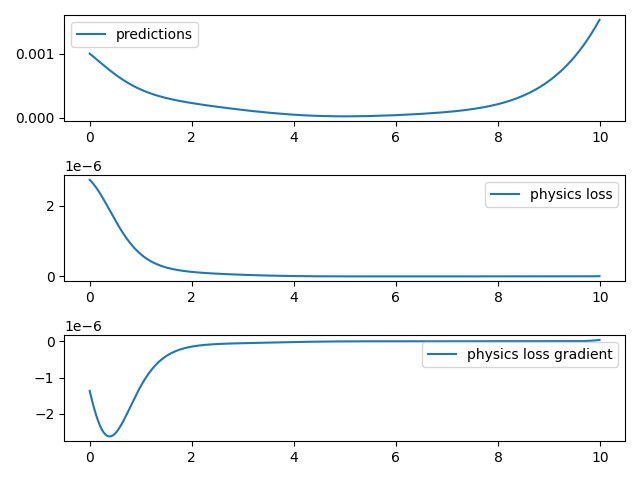 predictions
0.001
0.000
0 2 4 6 8 10
1e−6
physics loss
2
0
0 2 4 6 8 10
1e−6
0
physics loss gradient
−1
−2
0 2 4 6 8 10